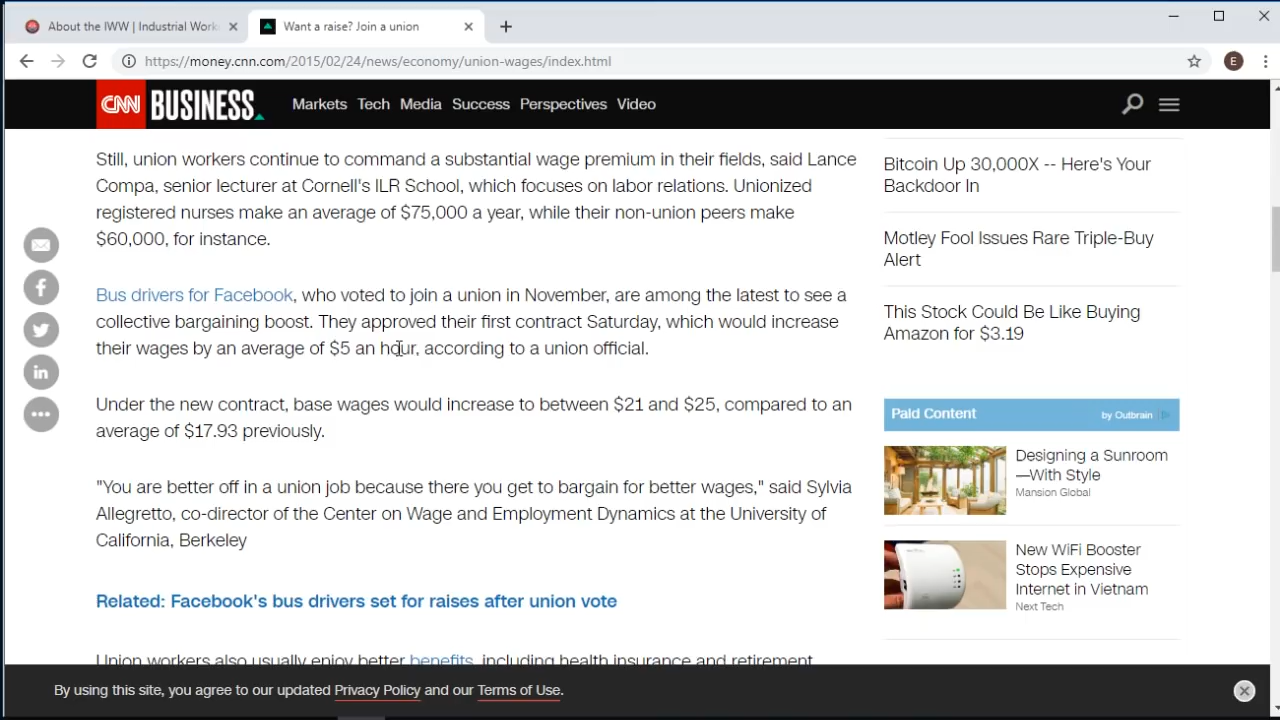 About the IWW | Industrial Work
Want a raise? Join a union
https://money.cnn.com/2015/02/24/news/economy/union-wages/index.html
E
CNN BUSINESS
Markets Tech Media Success Perspectives Video
Still, union workers continue to command a substantial wage premium in their fields, said Lance
Compa, senior lecturer at Cornell's ILR School, which focuses on labor relations. Unionized
registered nurses make an average of $75,000 a year, while their non-union peers make
$60,000, for instance.
Bus drivers for Facebook, who voted to join a union in November, are among the latest to see a
collective bargaining boost. They approved their first contract Saturday, which would increase
their wages by an average of $5 an hour, according to a union official.
Under the new contract, base wages would increase to between $21 and $25, compared to an
average of $17.93 previously.
"You are better off in a union job because there you get to bargain for better wages," said Sylvia
Allegretto, co-director of the Center on Wage and Employment Dynamics at the University of
California, Berkeley
Related: Facebook's bus drivers set for raises after union vote
Union workers also usually enjoy better benefits, including health insurance and retirement
Bitcoin Up 30,000X -- Here's Your
Backdoor In
Motley Fool Issues Rare Triple-Buy
Alert
This Stock Could Be Like Buying
Amazon for $3.19
Paid Content
by Outbrain
Designing a Sunroom
—With Style
Mansion Global
New WiFi Booster
Stops Expensive
Internet in Vietnam
Next Tech
By using this site, you agree to our updated Privacy Policy and our Terms of Use.